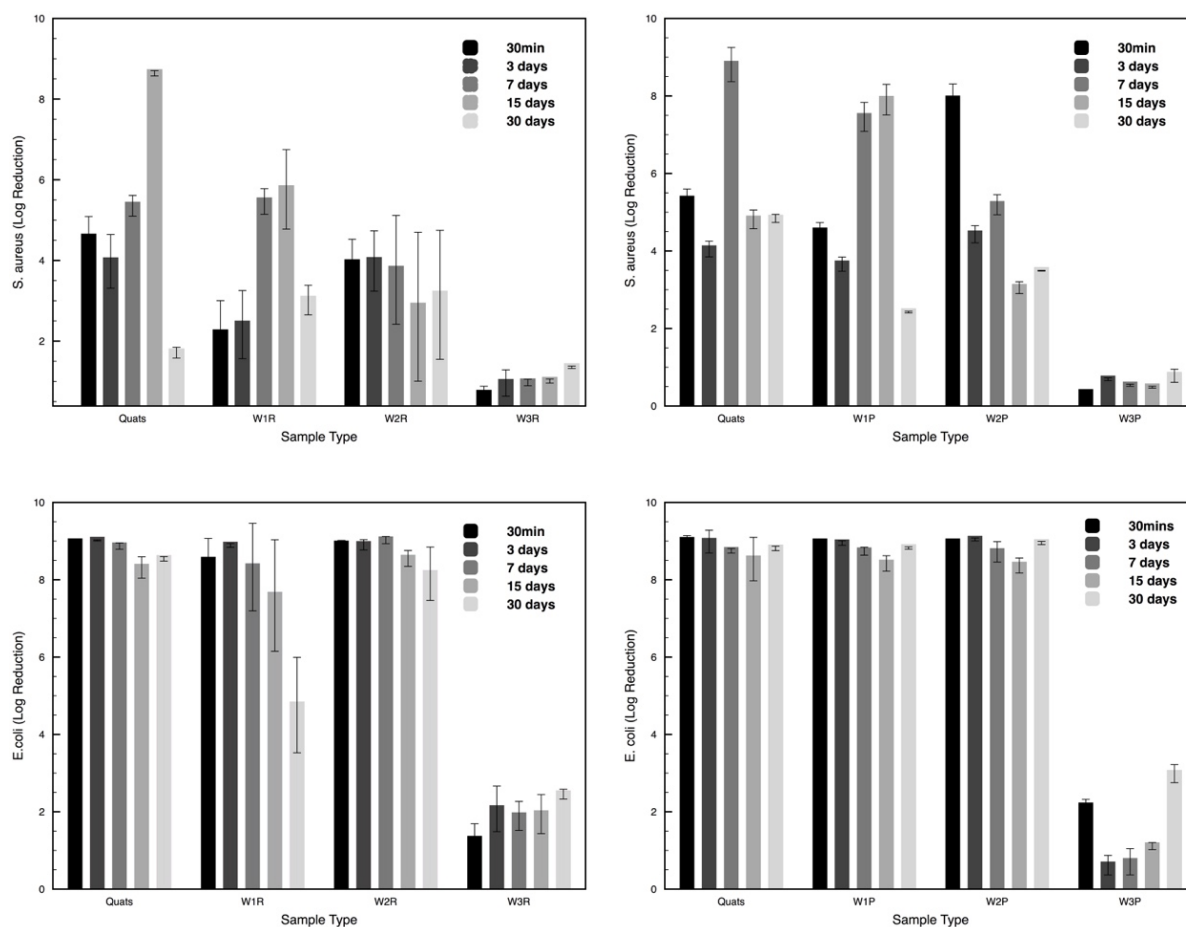 10
8
6
4
2
S. aureus (Log Reduction)
30min
3 days
7 days
15 days
30 days
Quats
W1R
W2R
W3R
Sample Type
10
8
6
4
2
0
S. aureus (Log Reduction)
30min
3 days
7 days
15 days
30 days
Quats
W1P
W2P
W3P
Sample Type
10
8
6
4
2
0
E.coli (Log Reduction)
30min
3 days
7 days
15 days
30 days
Quats
W1R
W2R
W3R
Sample Type
10
8
6
4
2
0
E. coli (Log Reduction)
30mins
3 days
7 days
15 days
30 days
Quats
W1P
W2P
W3P
Sample Type